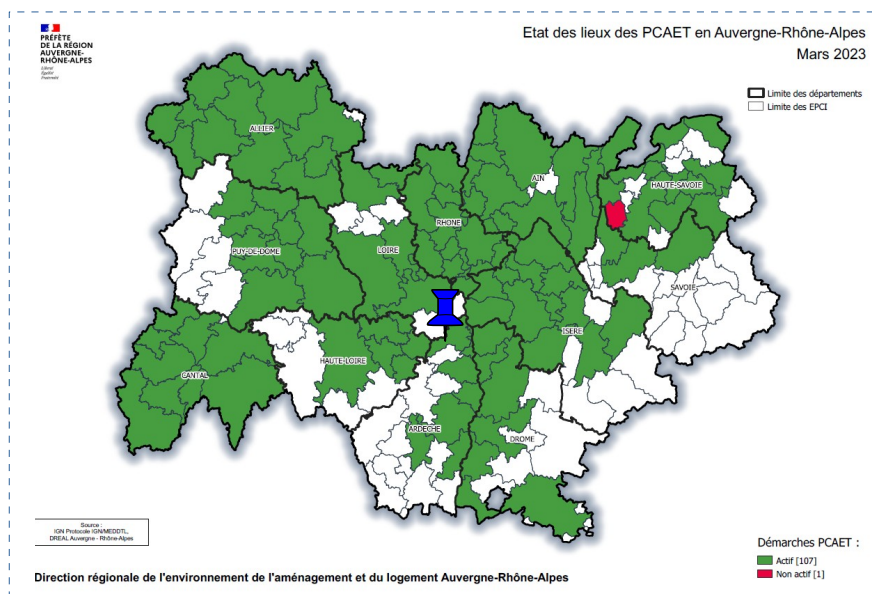 PRÉFÈTE
DE LA RÉGION
AUVERGNE-
RHÔNE-ALPES
Liberté
Égalité
Fraternité
Etat des lieux des PCAET en Auvergne-Rhône-Alpes
Mars 2023
Limite des départements
Limite des EPCI
ALLIER
AIN
HAUTE-SAVOIE
RHONE
PUY-DE-DOME
LOIRE
SAVOIE
ISERE
HAUTE-LOIRE
CANTAL
ARDECHE
DROME
Source :
IGN Protocole IGN/MEDDTL,
DREAL Auvergne - Rhône-Alpes
Démarches PCAET :
Actif [107]
Non actif [1]
Direction régionale de l'environnement de l'aménagement et du logement Auvergne-Rhône-Alpes